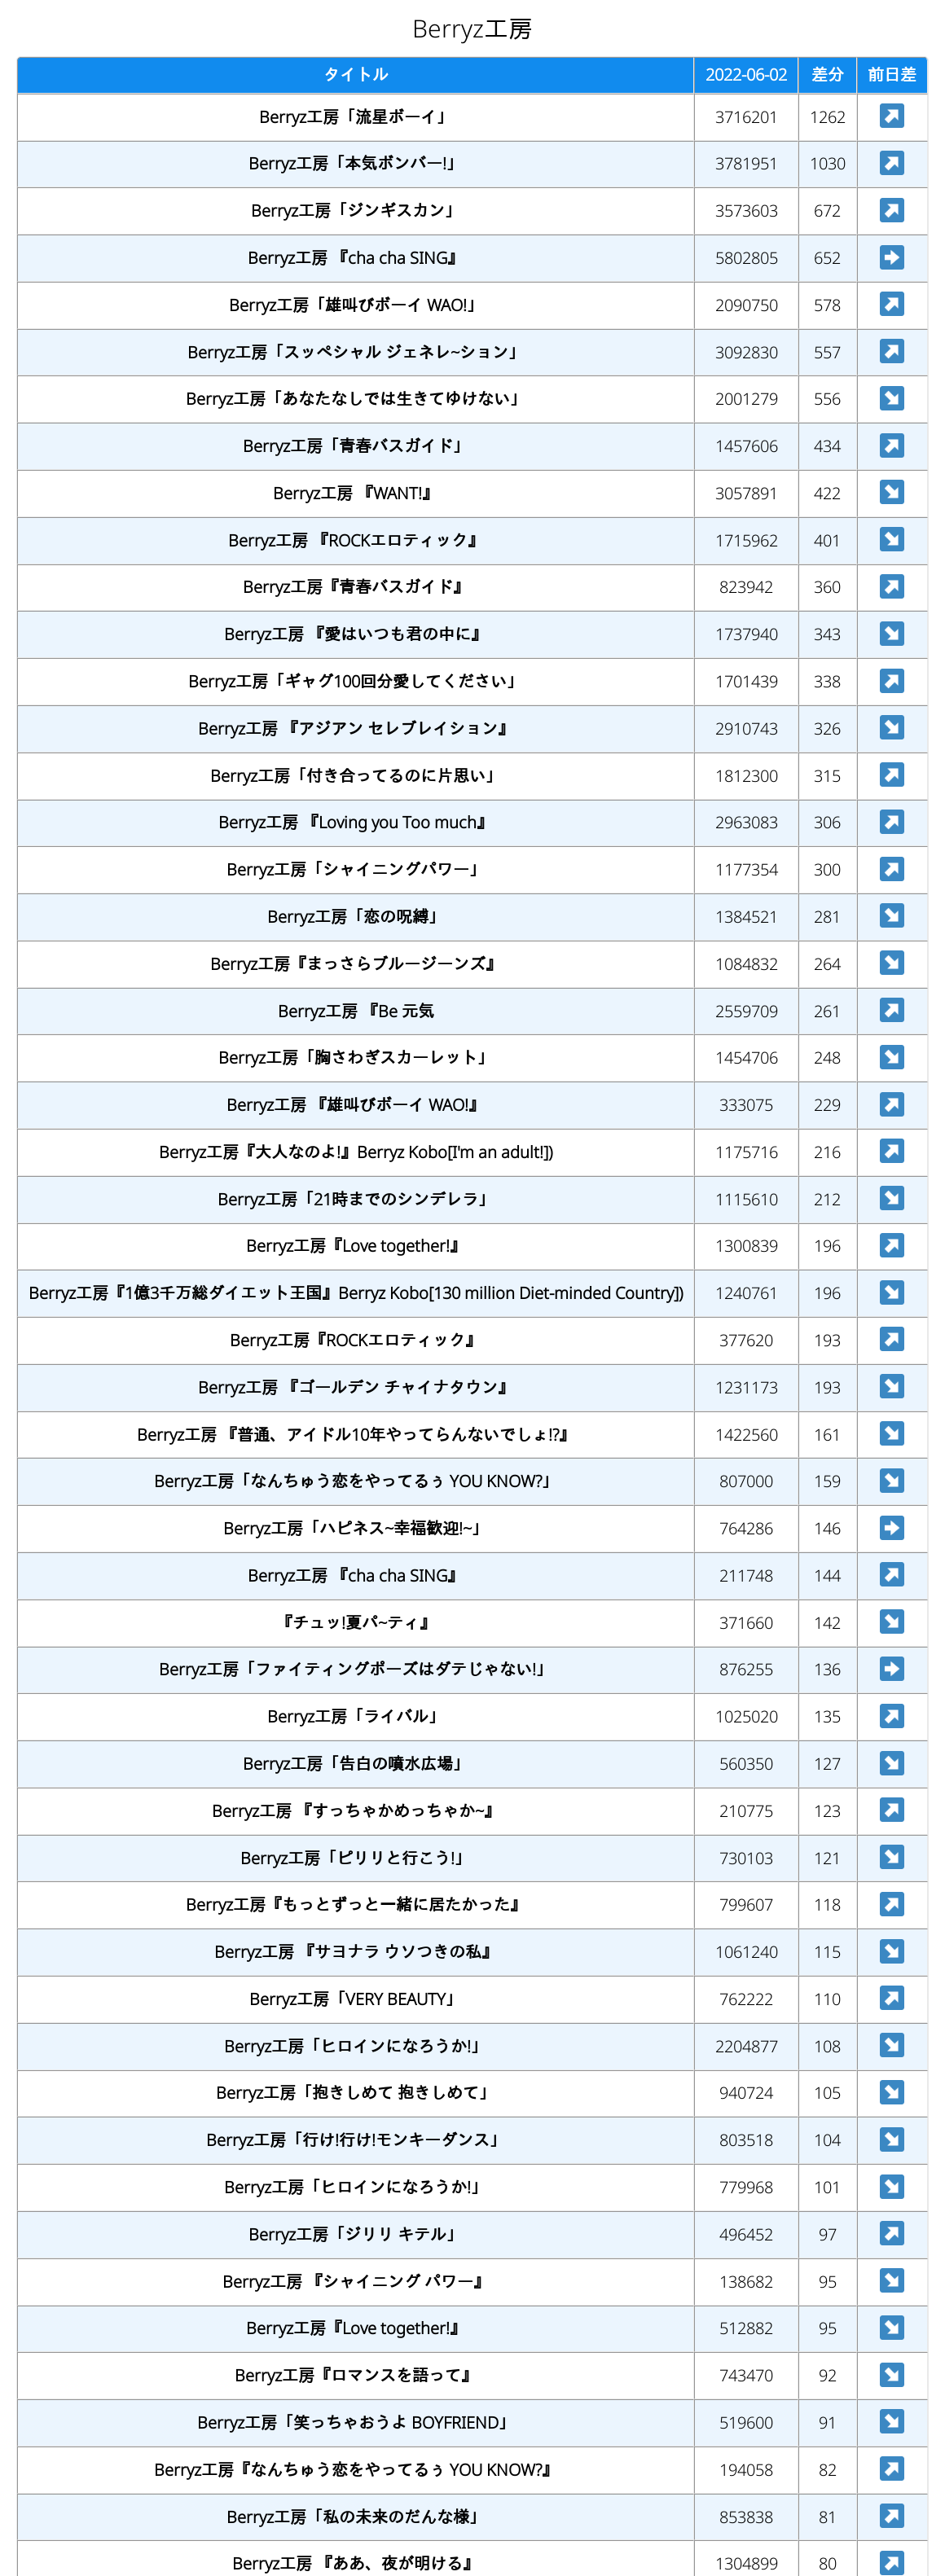 Berryz工房
タイトル 2022-06-02 差分 前日差
Berryz工房「流星ボーイ」 3716201 1262
Berryz工房「本気ボンバー!」 3781951 1030
Berryz工房「ジンギスカン」 3573603 672
Berryz工房 『cha cha SING』 5802805 652
Berryz工房「雄叫びボーイ WAO!」 2090750 578
Berryz工房「スッペシャル ジェネレ~ション」 3092830 557
Berryz工房「あなたなしでは生きてゆけない」 2001279 556
Berryz工房「青春バスガイド」 1457606 434
Berryz工房 『WANT!』 3057891 422
Berryz工房 『ROCKエロティック』 1715962 401
Berryz工房『青春バスガイド』 823942 360
Berryz工房 『愛はいつも君の中に』 1737940 343
Berryz工房「ギャグ100回分愛してください」 1701439 338
Berryz工房 『アジアン セレブレイション』 2910743 326
Berryz工房「付き合ってるのに片思い」 1812300 315
Berryz工房 『Loving you Too much』 2963083 306
Berryz工房「シャイニングパワー」 1177354 300
Berryz工房「恋の呪縛」 1384521 281
Berryz工房『まっさらブルージーンズ』 1084832 264
Berryz工房 『Be 元気 2559709 261
Berryz工房「胸さわぎスカーレット」 1454706 248
Berryz工房 『雄叫びボーイ WAO!』 333075 229
Berryz工房『大人なのよ!』Berryz Kobo[I'm an adult!]) 1175716 216
Berryz工房「21時までのシンデレラ」 1115610 212
Berryz工房『Love together!』 1300839 196
Berryz工房『1億3千万総ダイエット王国』Berryz Kobo[130 million Diet-minded Country]) 1240761 196
Berryz工房『ROCKエロティック』 377620 193
Berryz工房 『ゴールデン チャイナタウン』 1231173 193
Berryz工房 『普通、アイドル10年やってらんないでしょ!?』 1422560 161
Berryz工房「なんちゅう恋をやってるぅ YOU KNOW?」 807000 159
Berryz工房「ハピネス~幸福歓迎!~」 764286 146
Berryz工房 『cha cha SING』 211748 144
『チュッ!夏パ~ティ』 371660 142
Berryz工房「ファイティングポーズはダテじゃない!」 876255 136
Berryz工房「ライバル」 1025020 135
Berryz工房「告白の噴水広場」 560350 127
Berryz工房 『すっちゃかめっちゃか~』 210775 123
Berryz工房「ピリリと行こう!」 730103 121
Berryz工房『もっとずっと一緒に居たかった』 799607 118
Berryz工房 『サヨナラ ウソつきの私』 1061240 115
Berryz工房「VERY BEAUTY」 762222 110
Berryz工房「ヒロインになろうか!」 2204877 108
Berryz工房「抱きしめて 抱きしめて」 940724 105
Berryz工房「行け!行け!モンキーダンス」 803518 104
Berryz工房「ヒロインになろうか!」 779968 101
Berryz工房「ジリリ キテル」 496452 97
Berryz工房 『シャイニング パワー』 138682 95
Berryz工房『Love together!』 512882 95
Berryz工房『ロマンスを語って』 743470 92
Berryz工房「笑っちゃおうよ BOYFRIEND」 519600 91
Berryz工房『なんちゅう恋をやってるぅ YOU KNOW?』 194058 82
Berryz工房「私の未来のだんな様」 853838 81
Berryz工房 『ああ、夜が明ける』 1304899 80